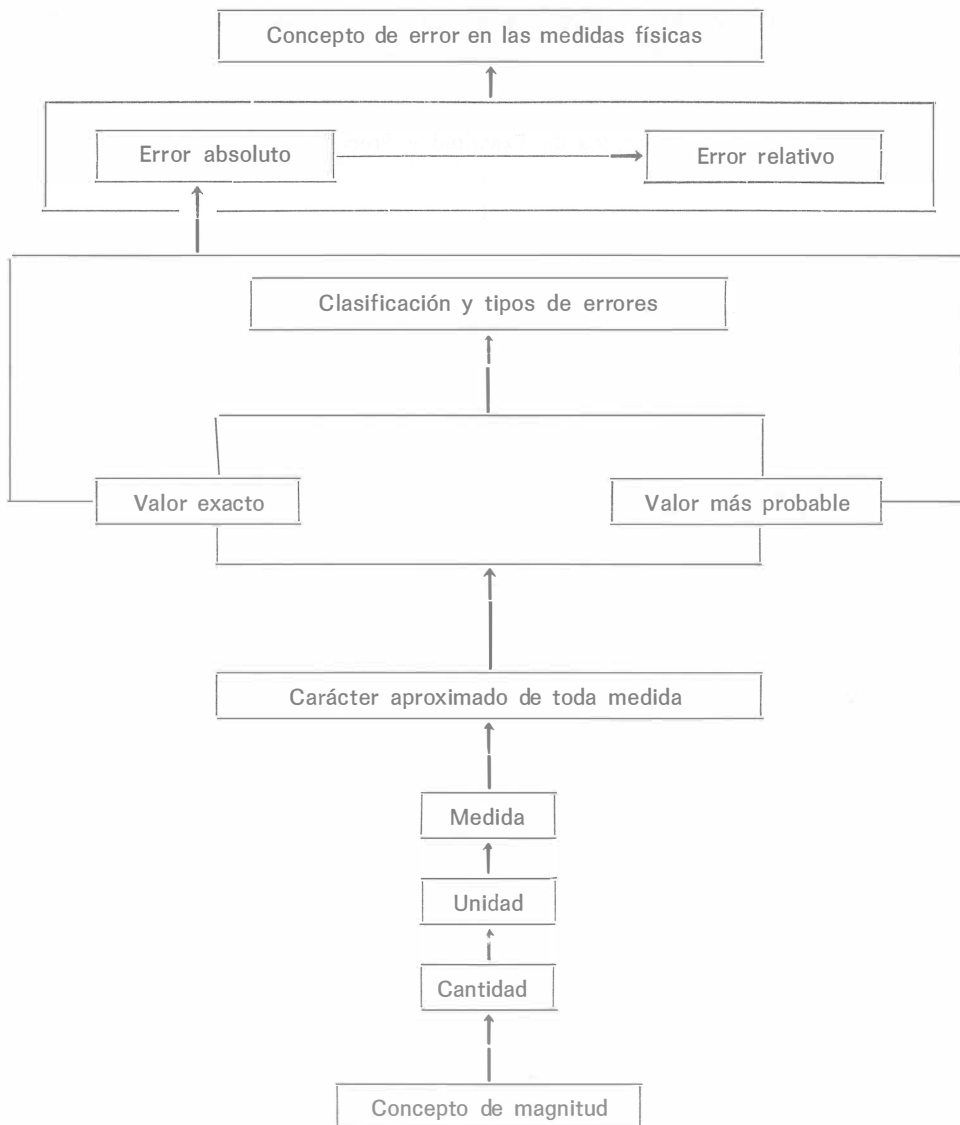 Concepto de error en las medidas físicas
Error absoluto
Error relativo
Clasificación y tipos de errores
Valor exacto
Valor más probable
Carácter aproximado de toda medida
Medida
Unidad
Cantidad
Concepto de magnitud